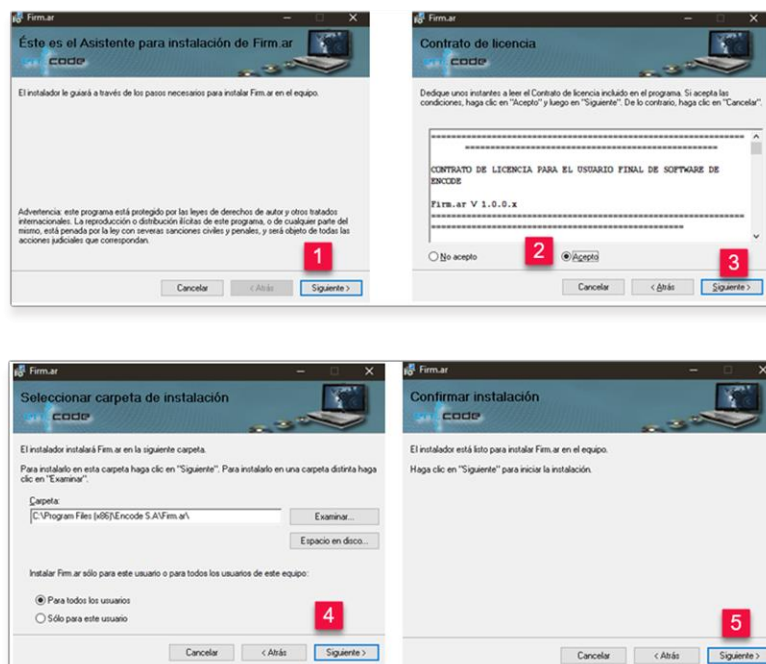 Firm.ar
Éste es el Asistente para instalación de Firm.ar
encode
El instalador le guiará a través de los pasos necesarios para instalar Firm.ar en el equipo.
Advertencia: este programa está protegido por las leyes de derechos de autor y otros tratados
internacionales. La reproducción o distribución ilícitas de este programa, o de cualquier parte del
mismo, está penada por la ley con severas sanciones civiles y penales, y será objeto de todas las
acciones judiciales que correspondan.
1
Cancelar < Atrás Siguiente >
Firm.ar
Contrato de licencia
encode
Dedique unos instantes a leer el Contrato de licencia incluido en el programa. Si acepta las
condiciones, haga clic en "Acepto" y luego en "Siguiente". De lo contrario, haga clic en "Cancelar".
CONTRATO DE LICENCIA PARA EL USUARIO FINAL DE SOFTWARE DE
ENCODE
Firm.ar V 1.0.0.x
No acepto 2 Acepto
3
Cancelar < Atrás Siguiente >
Firm.ar
Seleccionar carpeta de instalación
encode
El instalador instalará Firm.ar en la siguiente carpeta.
Para instalarlo en esta carpeta haga clic en "Siguiente". Para instalarlo en una carpeta distinta haga
clic en "Examinar".
Carpeta:
C:\Program Files (x86)\Encode S.A\Firm.ar\ Examinar...
Espacio en disco...
Instalar Firm.ar sólo para este usuario o para todos los usuarios de este equipo:
Para todos los usuarios
Sólo para este usuario
4
Cancelar < Atrás Siguiente >
Firm.ar
Confirmar instalación
encode
El instalador está listo para instalar Firm.ar en el equipo.
Haga clic en "Siguiente" para iniciar la instalación.
5
Cancelar < Atrás Siguiente >